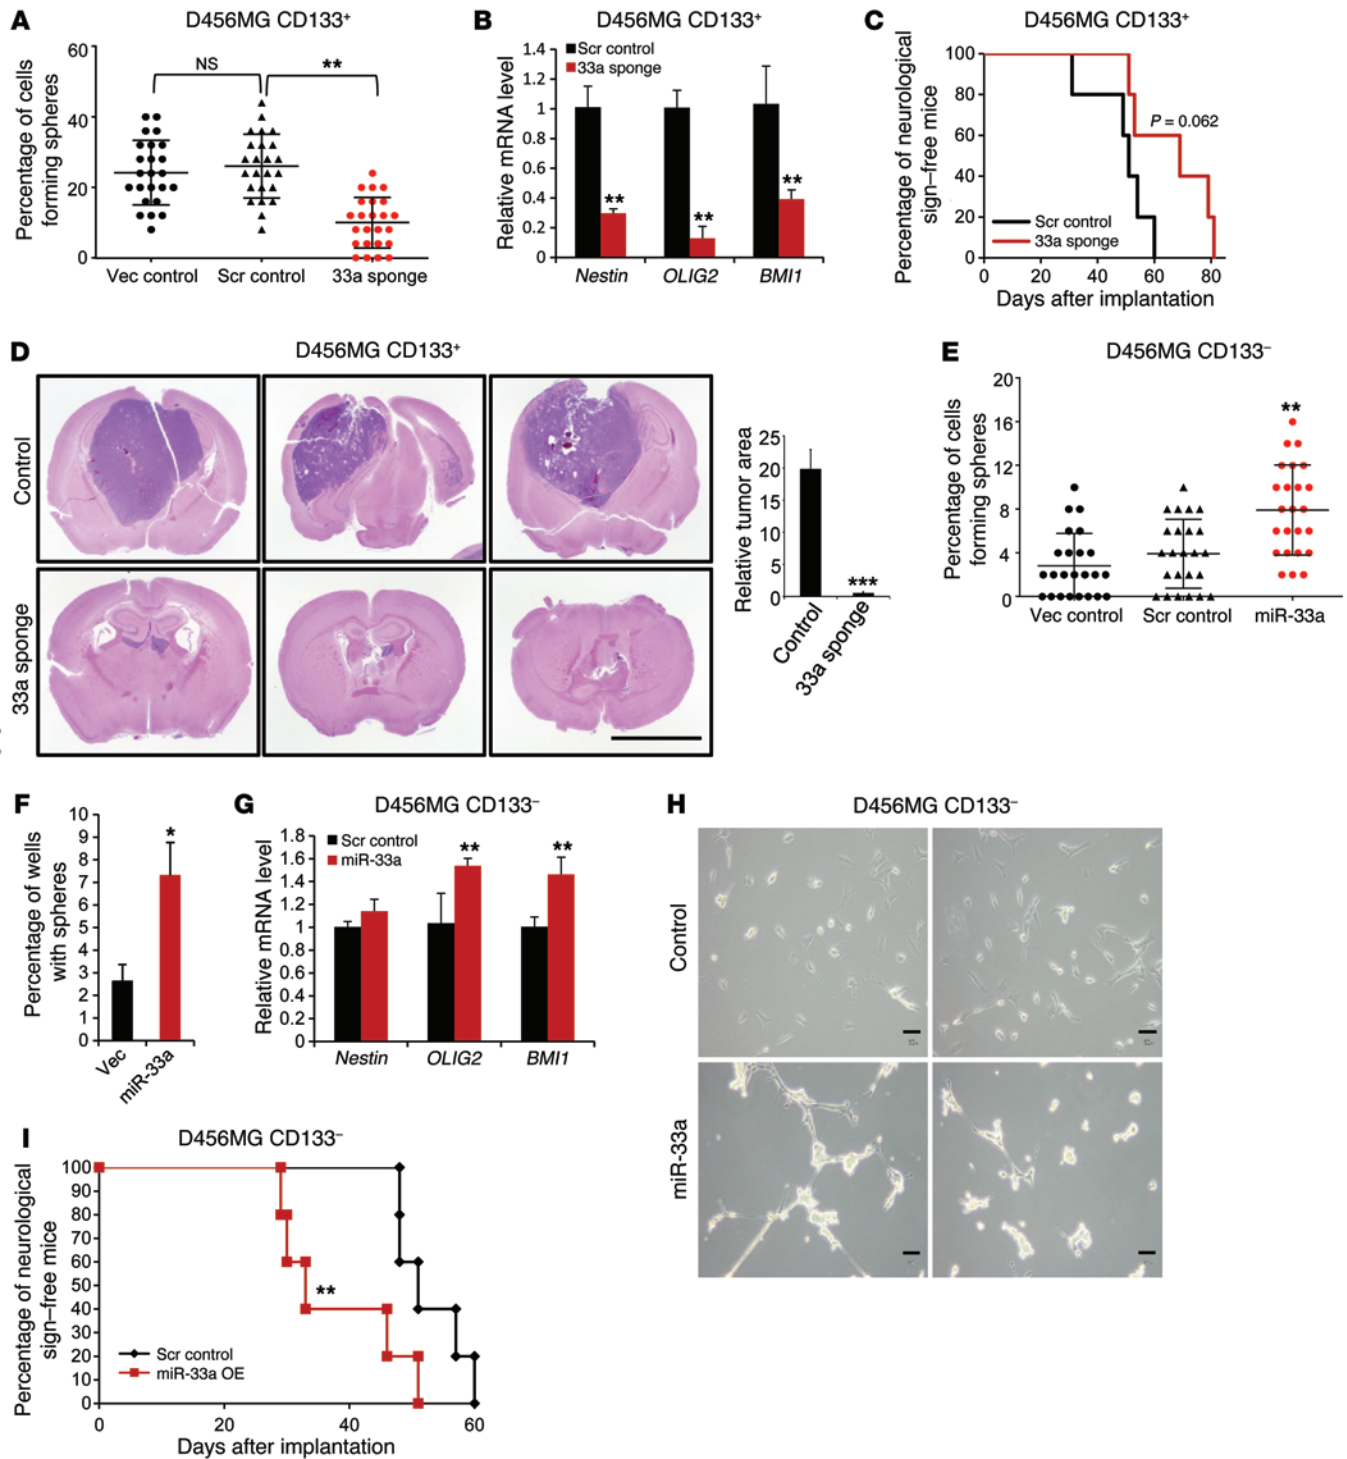 A
D456MG CD133+
Percentage of cells
forming spheres
60
40
20
0
NS
**
Vec control
Scr control
33a sponge
B
D456MG CD133+
Relative mRNA level
1.4
1.2
1
0.8
0.6
0.4
0.2
0
Scr control
33a sponge
**
**
**
Nestin
OLIG2
BMI1
C
D456MG CD133+
Percentage of neurological
sign–free mice
100
80
60
40
20
0
P = 0.062
Scr control
33a sponge
0
20
40
60
80
Days after implantation
D
D456MG CD133+
Control
33a sponge
Relative tumor area
25
20
15
10
5
0
***
Control
33a sponge
E
D456MG CD133–
Percentage of cells
forming spheres
20
16
12
8
4
0
**
Vec control
Scr control
miR-33a
F
Percentage of wells
with spheres
10
9
8
7
6
5
4
3
2
1
0
*
Vec
miR-33a
G
D456MG CD133–
Relative mRNA level
1.8
1.6
1.4
1.2
1
0.8
0.6
0.4
0.2
0
Scr control
miR-33a
**
**
Nestin
OLIG2
BMI1
H
D456MG CD133–
Control
miR-33a
I
D456MG CD133–
Percentage of neurological
sign–free mice
100
90
80
70
60
50
40
30
20
10
0
**
Scr control
miR-33a OE
0
20
40
60
Days after implantation